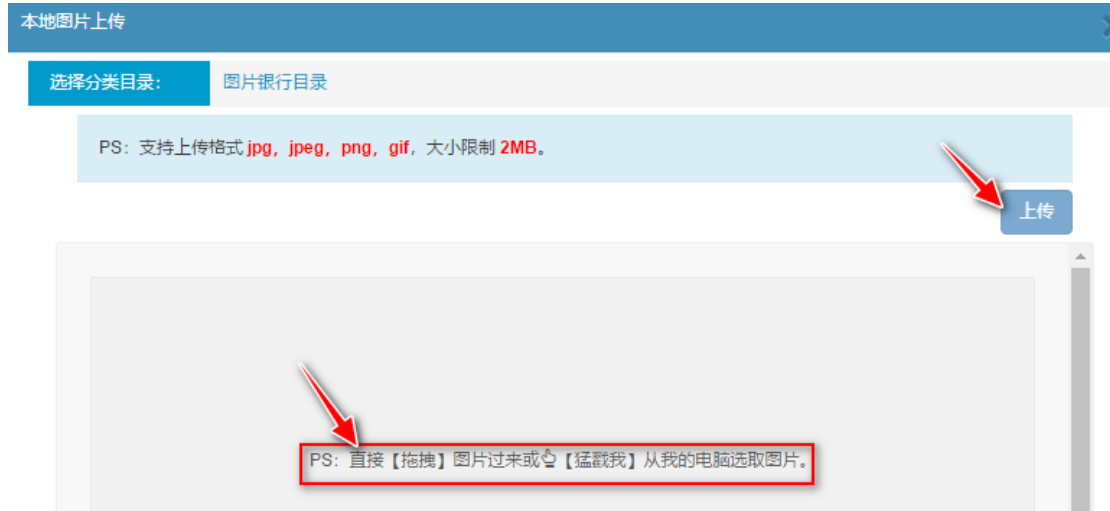 本地图片上传
选择分类目录： 图片银行目录
PS：支持上传格式 jpg，jpeg，png，gif，大小限制 2MB。
上传
PS：直接【拖拽】图片过来或【猛戳我】从我的电脑选取图片。